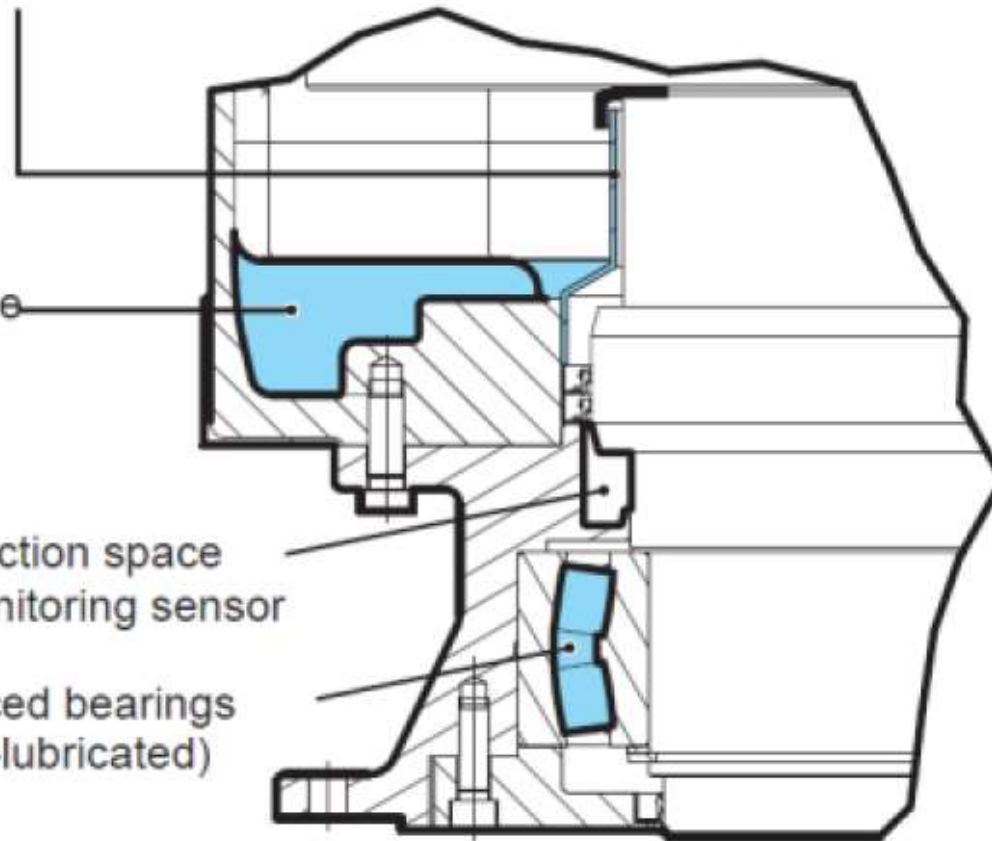 e
ction space
nitoring sensor
ced bearings
-lubricated)